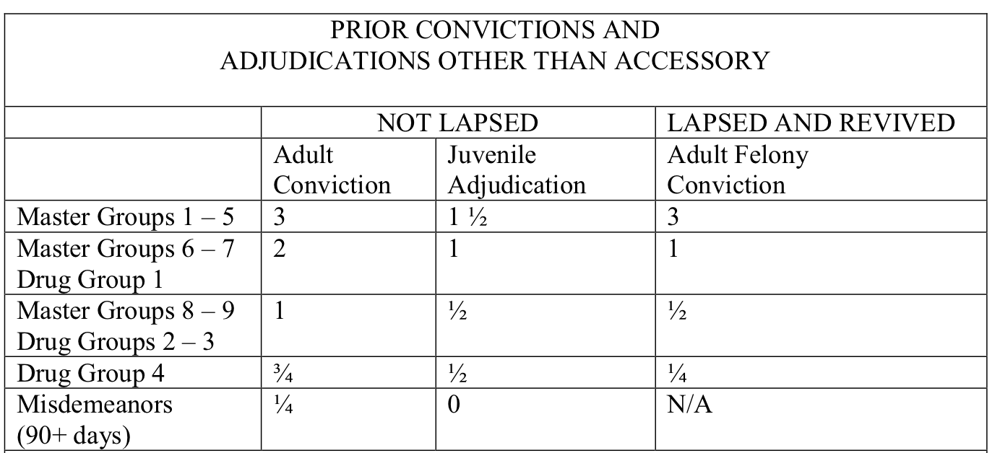 PRIOR CONVICTIONS AND
ADJUDICATIONS OTHER THAN ACCESSORY
NOT LAPSED LAPSED AND REVIVED
Adult Conviction Juvenile Adjudication Adult Felony Conviction
Master Groups 1 – 5 3 1 ½ 3
Master Groups 6 – 7 2 1 1
Drug Group 1
Master Groups 8 – 9 1 ½ ½
Drug Groups 2 – 3
Drug Group 4 ¾ ½ ¼
Misdemeanors ¼ 0 N/A
(90+ days)